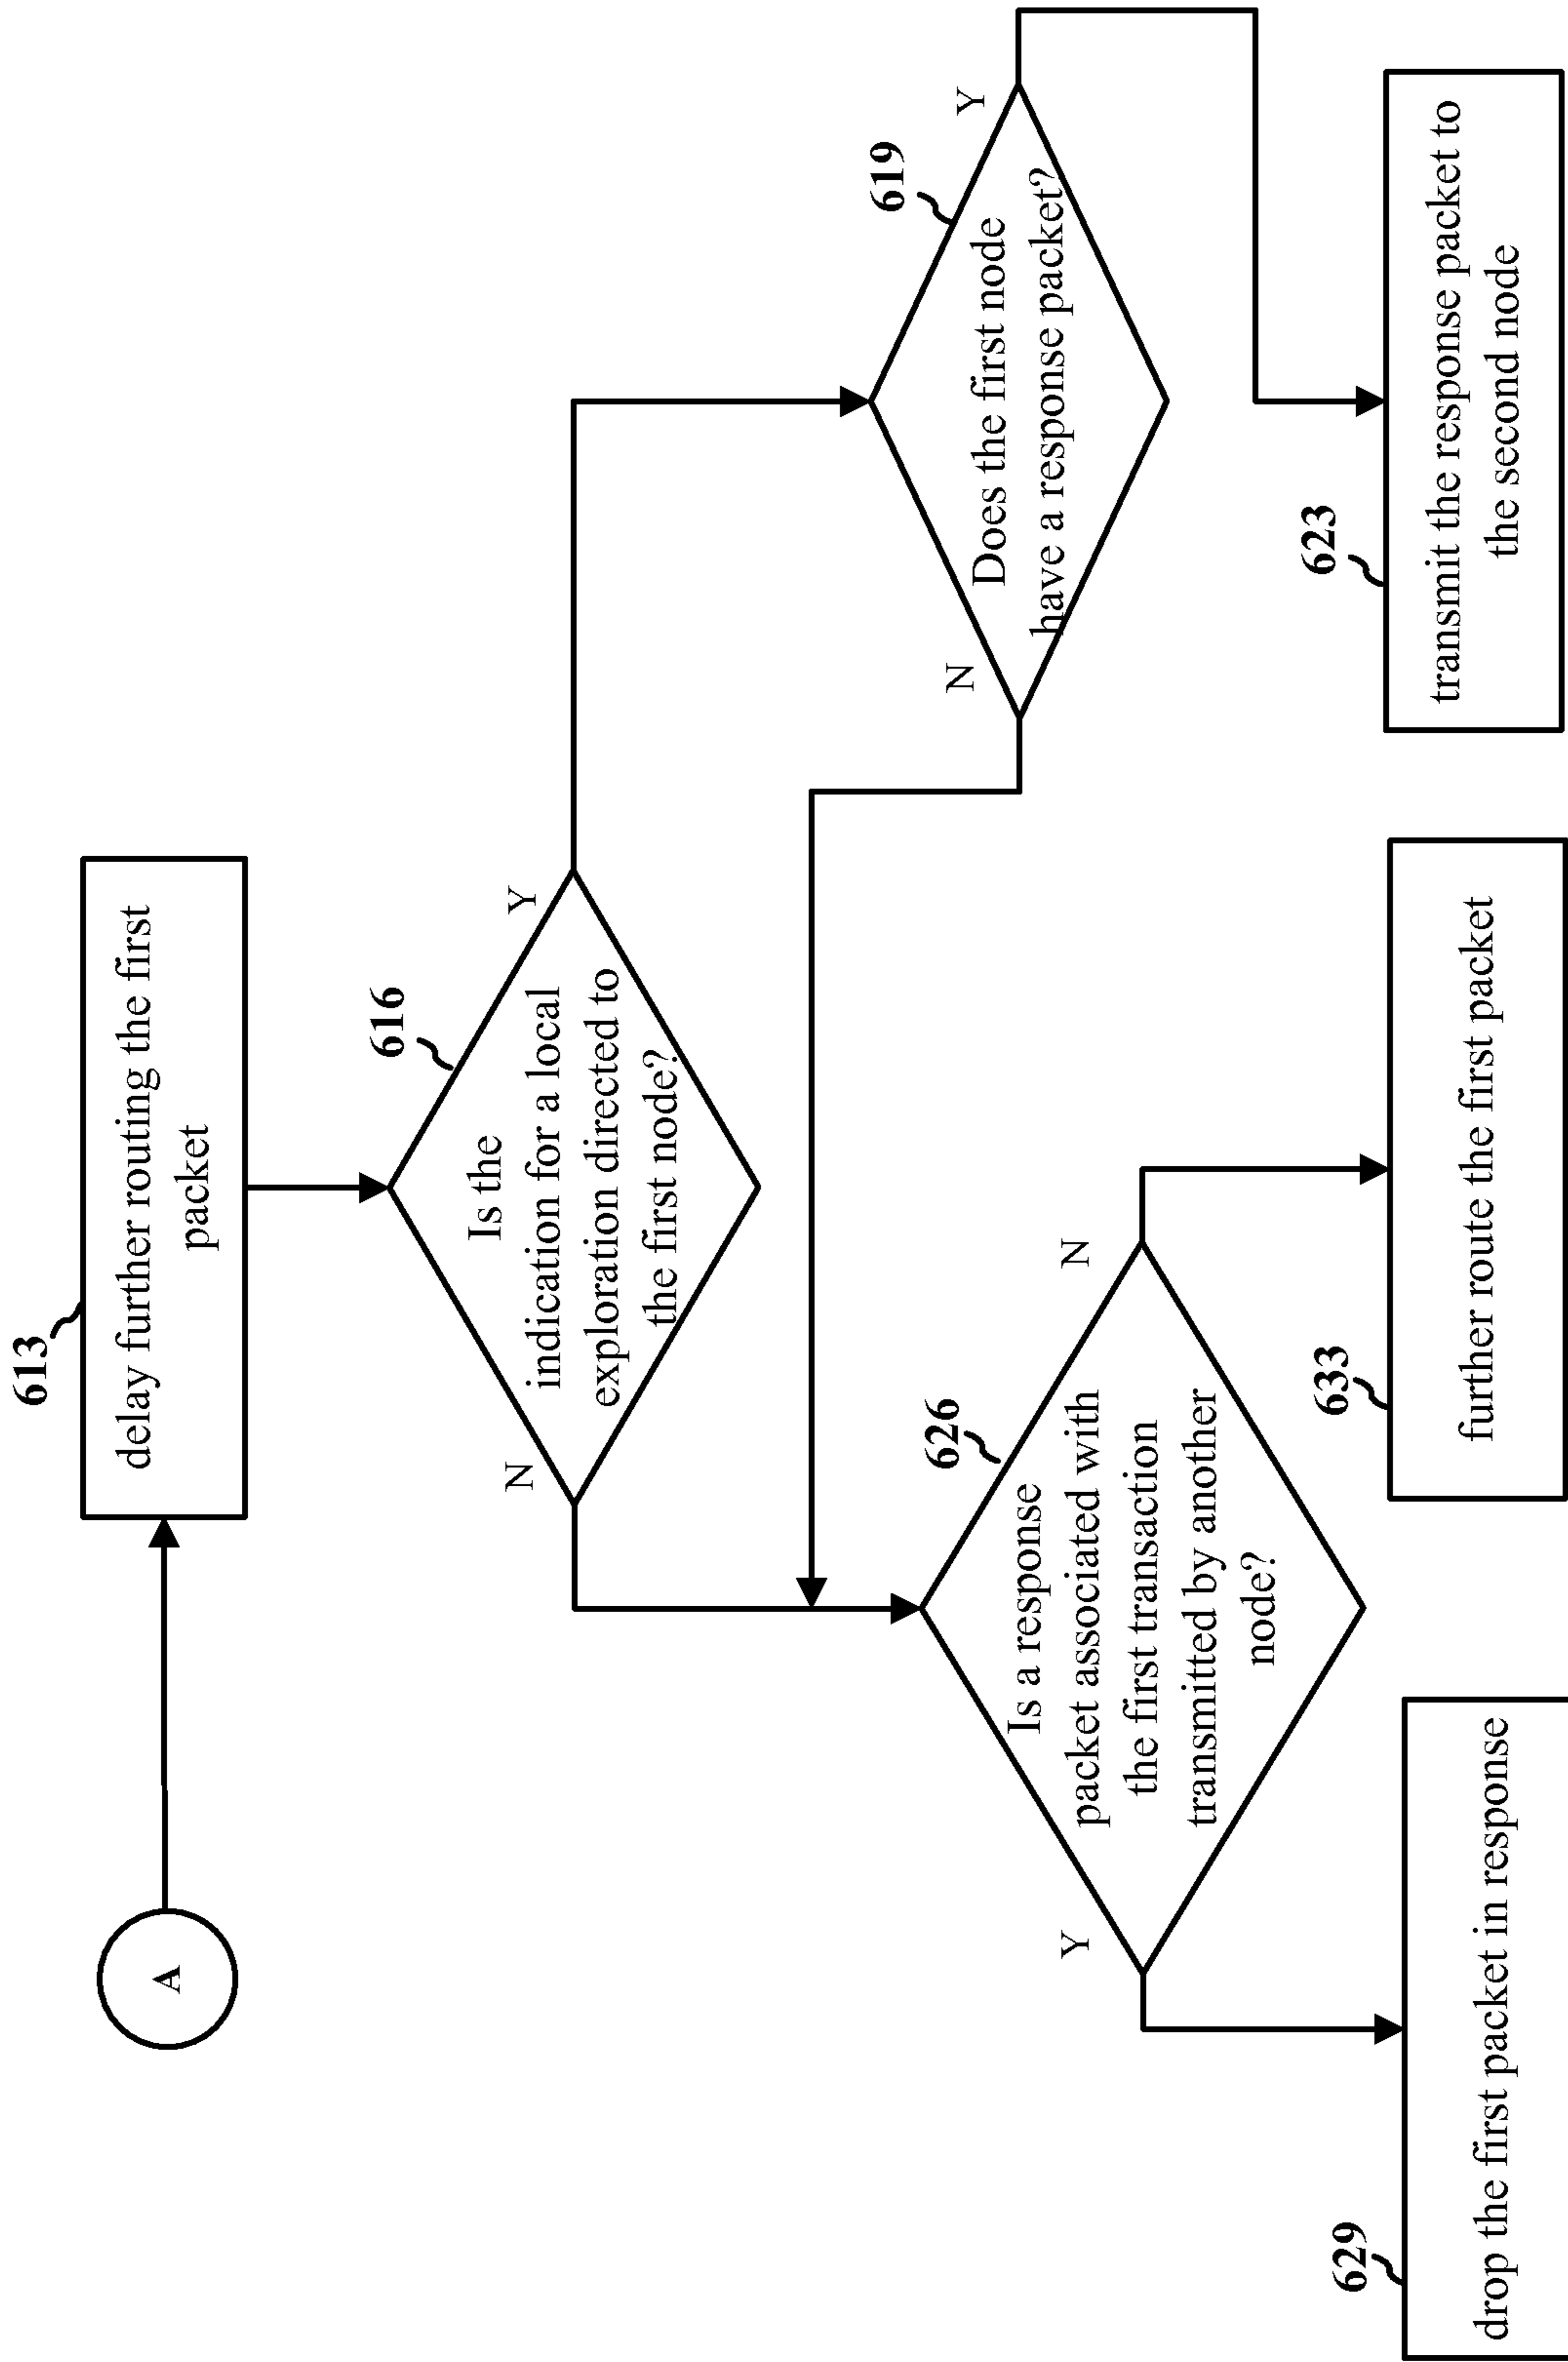 A
613
delay further routing the first
packet
616
Is the
indication for a local
exploration directed to
the first node?
N
Y
619
Does the first node
have a response packet?
N
Y
626
Is a response
packet associated with
the first transaction
transmitted by another
node?
Y
N
629
drop the first packet in response
633
further route the first packet
623
transmit the response packet to
the second node